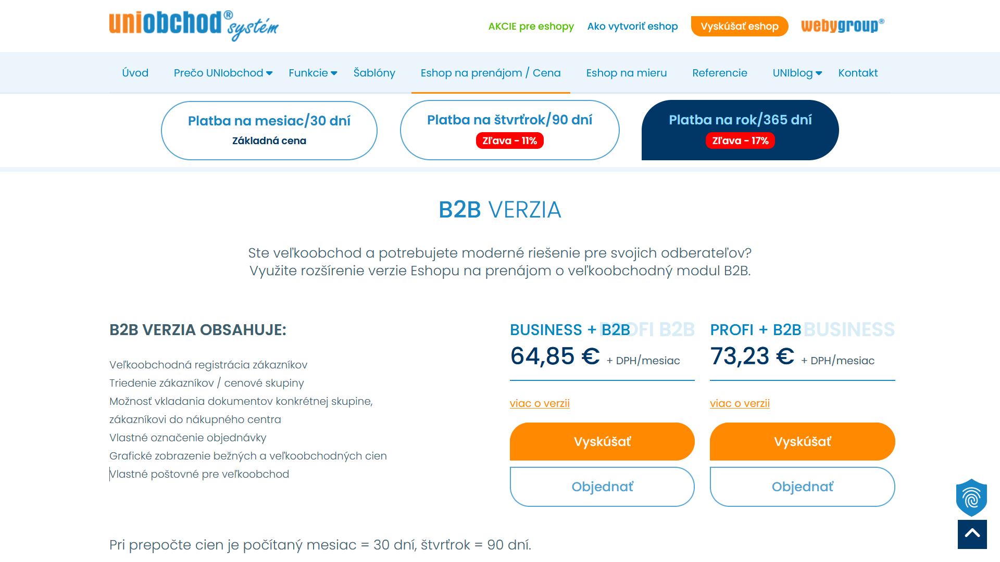 uniobchod® systém
AKCIE pre eshopy
Ako vytvoriť eshop
Vyskúšať eshop
webygroup®
Úvod
Prečo UNIobchod
Funkcie
Šablóny
Eshop na prenájom / Cena
Eshop na mieru
Referencie
UNIblog
Kontakt
Platba na mesiac/30 dní
Základná cena
Platba na štvrťrok/90 dní
Zľava - 11%
Platba na rok/365 dní
Zľava - 17%
B2B VERZIA
Ste veľkoobchod a potrebujete moderné riešenie pre svojich odberateľov?
Využite rozšírenie verzie Eshopu na prenájom o veľkoobchodný modul B2B.
B2B VERZIA OBSAHUJE:
Veľkoobchodná registrácia zákazníkov
Triedenie zákazníkov / cenové skupiny
Možnosť vkladania dokumentov konkrétnej skupine,
zákazníkovi do nákupného centra
Vlastné označenie objednávky
Grafické zobrazenie bežných a veľkoobchodných cien
Vlastné poštovné pre veľkoobchod
PROFI B2B
BUSINESS + B2B
64,85 € + DPH/mesiac
viac o verzii
Vyskúšať
Objednať
BUSINESS
PROFI + B2B
73,23 € + DPH/mesiac
viac o verzii
Vyskúšať
Objednať
Pri prepočte cien je počítaný mesiac = 30 dní, štvrťrok = 90 dní.